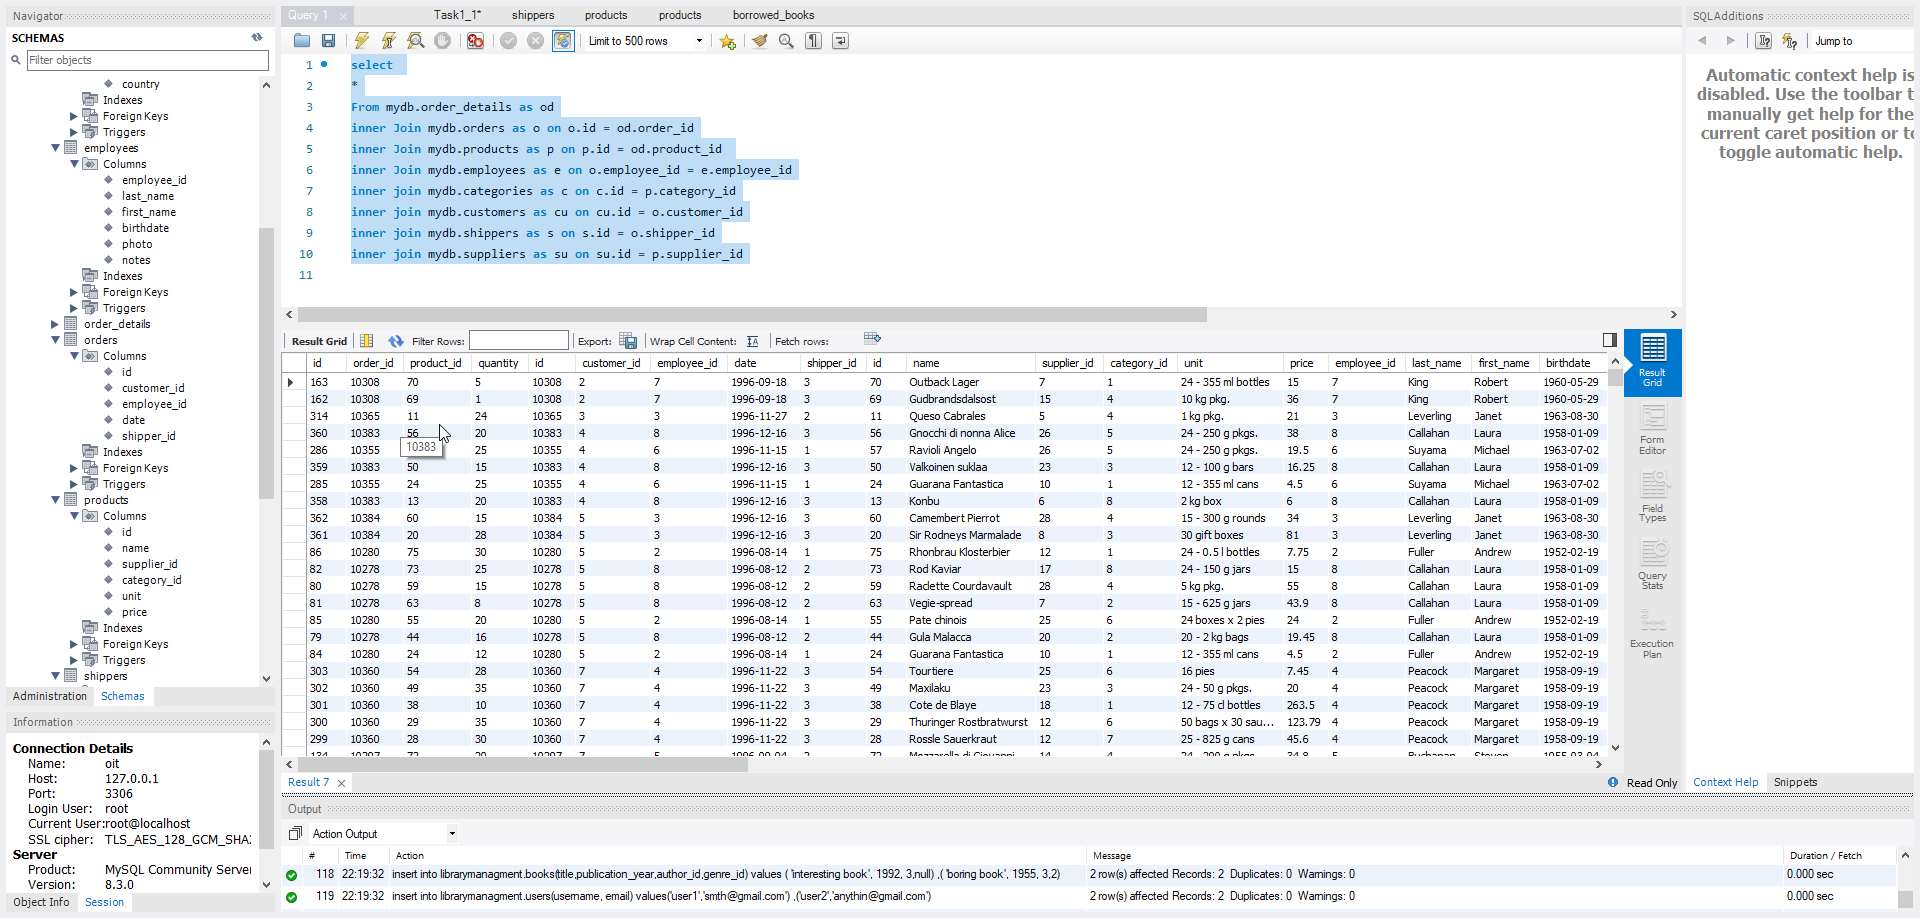 Navigator
SCHEMAS
Filter objects
country
Indexes
Foreign Keys
Triggers
employees
Columns
employee_id
last_name
first_name
birthdate
photo
notes
Indexes
Foreign Keys
Triggers
order_details
orders
Columns
id
customer_id
employee_id
date
shipper_id
Indexes
Foreign Keys
Triggers
products
Columns
id
name
supplier_id
category_id
unit
price
Indexes
Foreign Keys
Triggers
shippers
Administration Schemas
Information
Connection Details
Name: oit
Host: 127.0.0.1
Port: 3306
Login User: root
Current User:root@localhost
SSL cipher: TLS_AES_128_GCM_SHA
Server
Product: MySQL Community Server
Version: 8.3.0
Object Info Session
Query 1 Task1_1* shippers products products borrowed_books
Limit to 500 rows
1 select
2 *
3 From mydb.order_details as od
4 inner Join mydb.orders as o on o.id = od.order_id
5 inner Join mydb.products as p on p.id = od.product_id
6 inner Join mydb.employees as e on o.employee_id = e.employee_id
7 inner join mydb.categories as c on c.id = p.category_id
8 inner join mydb.customers as cu on cu.id = o.customer_id
9 inner join mydb.shippers as s on s.id = o.shipper_id
10 inner join mydb.suppliers as su on su.id = p.supplier_id
11
Result Grid Filter Rows: Export: Wrap Cell Content: Fetch rows:
id order_id product_id quantity id customer_id employee_id date shipper_id id name supplier_id category_id unit price employee_id last_name first_name birthdate
163 10308 70 5 10308 2 7 1996-09-18 3 70 Outback Lager 7 1 24 - 355 ml bottles 15 7 King Robert 1960-05-29
162 10308 69 1 10308 2 7 1996-09-18 3 69 Gudbrandsdalsost 15 4 10 kg pkg. 36 7 King Robert 1960-05-29
314 10365 11 24 10365 3 3 1996-11-27 2 11 Queso Cabrales 5 4 1 kg pkg. 21 3 Leverling Janet 1963-08-30
360 10383 56 20 10383 4 8 1996-12-16 3 56 Gnocchi di nonna Alice 26 5 24 - 250 g pkgs. 38 8 Callahan Laura 1958-01-09
286 10355 10383 25 10355 4 6 1996-11-15 1 57 Ravioli Angelo 26 5 24 - 250 g pkgs. 19.5 6 Suyama Michael 1963-07-02
359 10383 50 15 10383 4 8 1996-12-16 3 50 Valkoinen suklaa 23 3 12 - 100 g bars 16.25 8 Callahan Laura 1958-01-09
285 10355 24 25 10355 4 6 1996-11-15 1 24 Guarana Fantastica 10 1 12 - 355 ml cans 4.5 6 Suyama Michael 1963-07-02
358 10383 13 20 10383 4 8 1996-12-16 3 13 Konbu 6 8 2 kg box 6 8 Callahan Laura 1958-01-09
362 10384 60 15 10384 5 3 1996-12-16 3 60 Camembert Pierrot 28 4 15 - 300 g rounds 34 3 Leverling Janet 1963-08-30
361 10384 20 28 10384 5 3 1996-12-16 3 20 Sir Rodneys Marmalade 8 3 30 gift boxes 81 3 Leverling Janet 1963-08-30
86 10280 75 30 10280 5 2 1996-08-14 1 75 Rhonbrau Klosterbier 12 1 24 - 0.5 l bottles 7.75 2 Fuller Andrew 1952-02-19
82 10278 73 25 10278 5 8 1996-08-12 2 73 Rod Kaviar 17 8 24 - 150 g jars 15 8 Callahan Laura 1958-01-09
80 10278 59 15 10278 5 8 1996-08-12 2 59 Raclette Courdavault 28 4 5 kg pkg. 55 8 Callahan Laura 1958-01-09
81 10278 63 8 10278 5 8 1996-08-12 2 63 Vegie-spread 7 2 15 - 625 g jars 43.9 8 Callahan Laura 1958-01-09
85 10280 55 20 10280 5 2 1996-08-14 1 55 Pate chinois 25 6 24 boxes x 2 pies 24 2 Fuller Andrew 1952-02-19
79 10278 44 16 10278 5 8 1996-08-12 2 44 Gula Malacca 20 2 20 - 2 kg bags 19.45 8 Callahan Laura 1958-01-09
84 10280 24 12 10280 5 2 1996-08-14 1 24 Guarana Fantastica 10 1 12 - 355 ml cans 4.5 2 Fuller Andrew 1952-02-19
303 10360 54 28 10360 7 4 1996-11-22 3 54 Tourtiere 25 6 16 pies 7.45 4 Peacock Margaret 1958-09-19
302 10360 49 35 10360 7 4 1996-11-22 3 49 Maxilaku 23 3 24 - 50 g pkgs. 20 4 Peacock Margaret 1958-09-19
301 10360 38 10 10360 7 4 1996-11-22 3 38 Cote de Blaye 18 1 12 - 75 cl bottles 263.5 4 Peacock Margaret 1958-09-19
300 10360 29 35 10360 7 4 1996-11-22 3 29 Thuringer Rostbratwurst 12 6 50 bags x 30 sau... 123.79 4 Peacock Margaret 1958-09-19
299 10360 28 30 10360 7 4 1996-11-22 3 28 Rossle Sauerkraut 12 7 25 - 825 g cans 45.6 4 Peacock Margaret 1958-09-19
Result 7
Read Only
Result Grid
Form Editor
Field Types
Query Stats
Execution Plan
Output
Action Output
# Time Action Message Duration / Fetch
118 22:19:32 insert into librarymanagment.books(title,publication_year,author_id,genre_id) values ( 'interesting book', 1992, 3,null) ,( 'boring book', 1955, 3,2) 2 row(s) affected Records: 2 Duplicates: 0 Warnings: 0 0.000 sec
119 22:19:32 insert into librarymanagment.users(username, email) values('user1','smth@gmail.com') ,('user2','anythin@gmail.com') 2 row(s) affected Records: 2 Duplicates: 0 Warnings: 0 0.000 sec
SQLAdditions
Jump to
Automatic context help is
disabled. Use the toolbar t
manually get help for the
current caret position or to
toggle automatic help.
Context Help Snippets